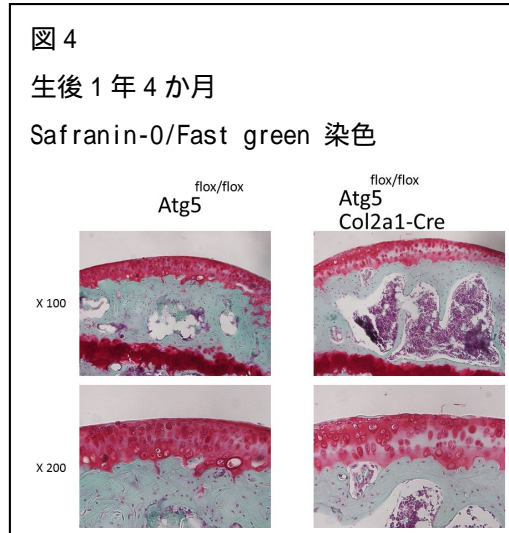 図 4
生後 1 年 4 か月
Safranin-0/Fast green 染色
flox/flox
Atg5
flox/flox
Atg5
Col2a1-Cre
X 100
X 200